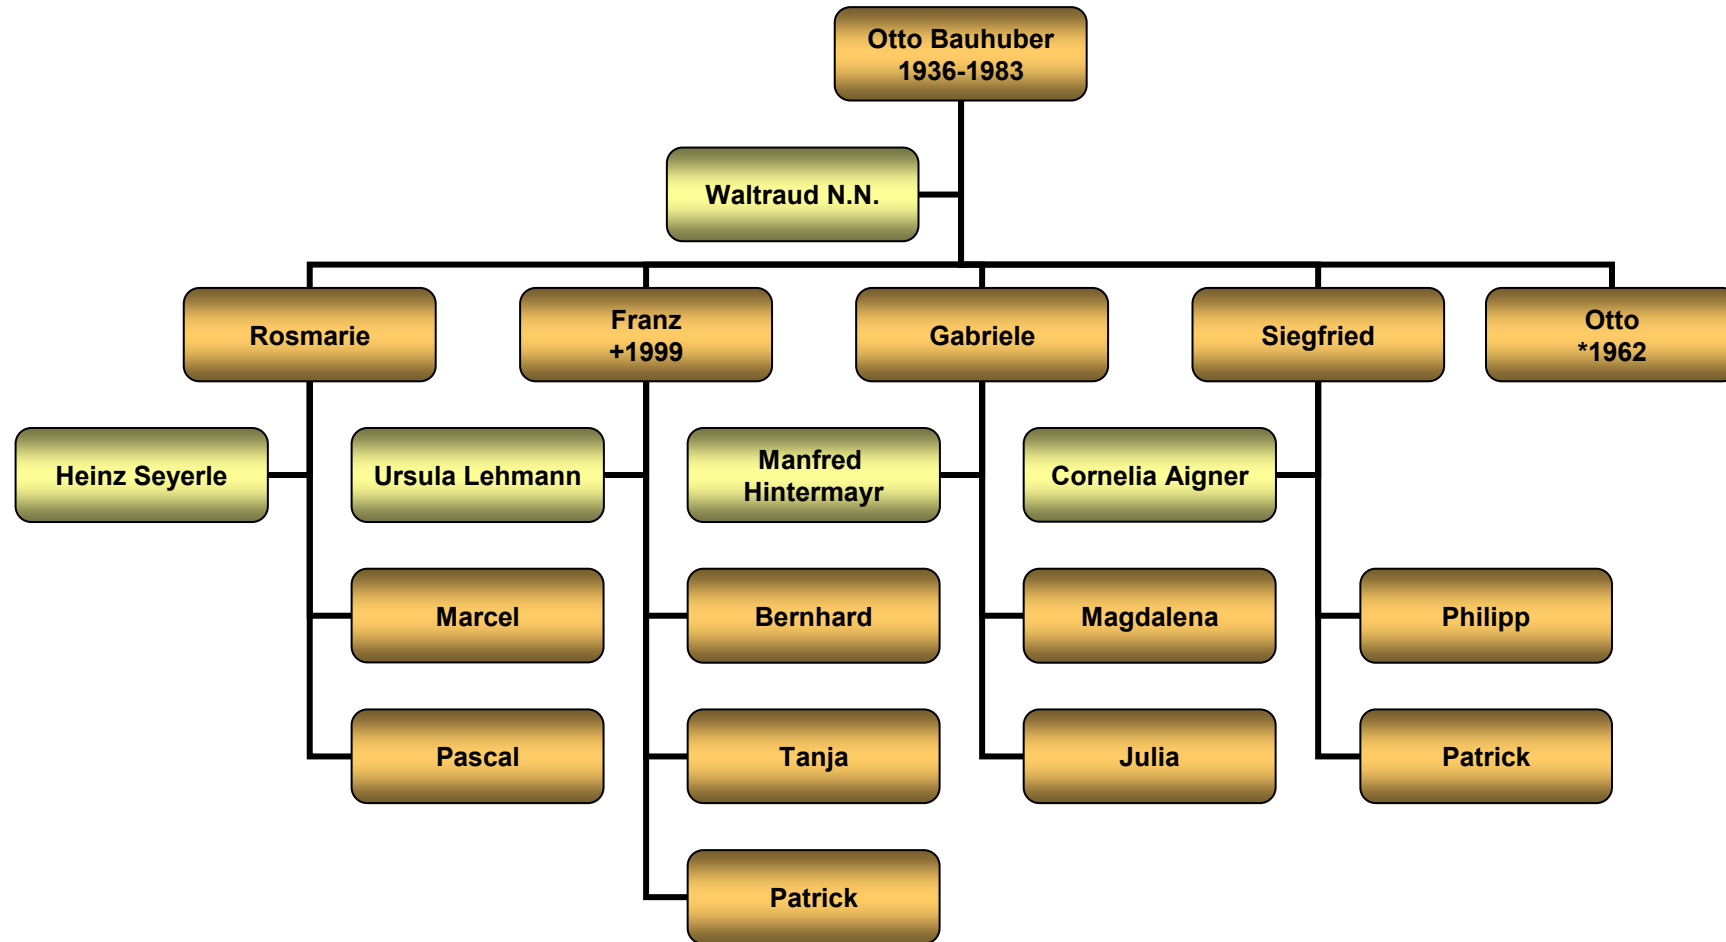 Otto Bauhuber
1936-1983
Waltraud N.N.
Rosmarie
Franz
+1999
Gabriele
Siegfried
Otto
*1962
Heinz Seyerle
Ursula Lehmann
Manfred
Hintermayr
Cornelia Aigner
Marcel
Bernhard
Magdalena
Philipp
Pascal
Tanja
Julia
Patrick
Patrick